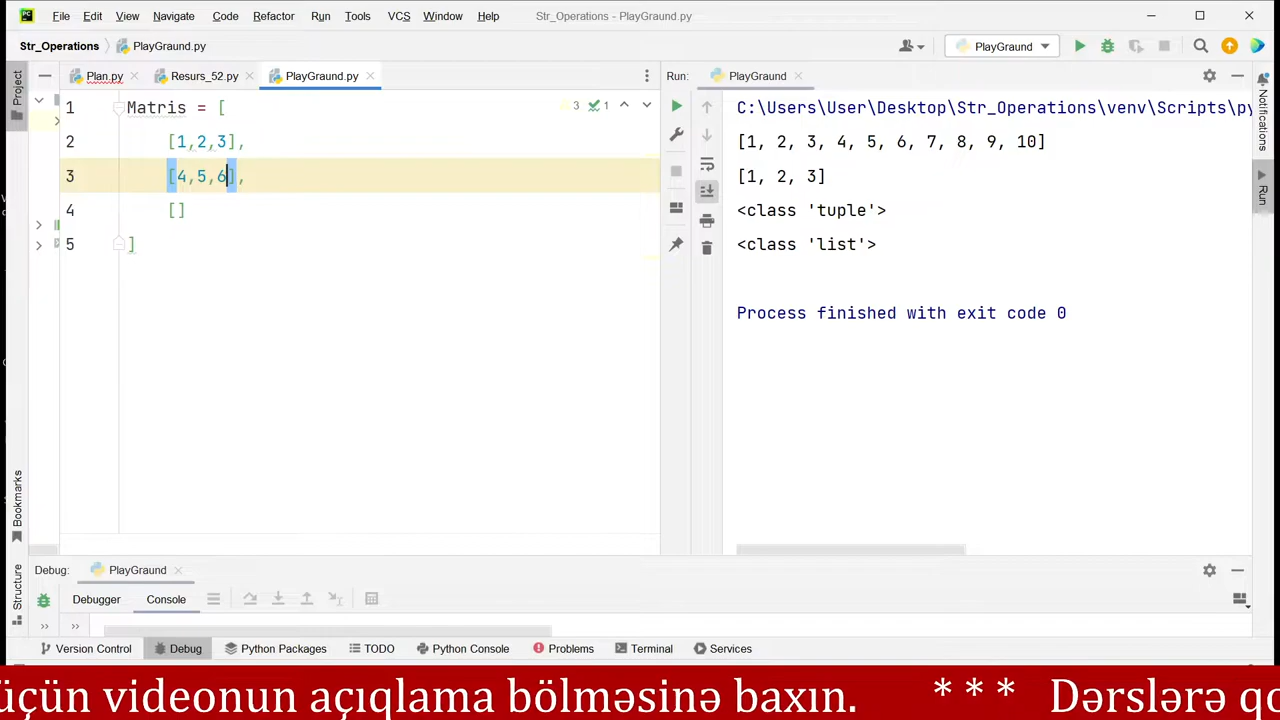 File Edit View Navigate Code Refactor Run Tools VCS Window Help Str_Operations - PlayGraund.py
Str_Operations PlayGraund.py PlayGraund
Project
Plan.py Resurs_52.py PlayGraund.py
Run: PlayGraund
Notifications
Run
1 Matris = [
2 [1,2,3],
3 [4,5,6],
4 []
5 ]
3 1
C:\Users\User\Desktop\Str_Operations\venv\Scripts\py
[1, 2, 3, 4, 5, 6, 7, 8, 9, 10]
[1, 2, 3]
<class 'tuple'>
<class 'list'>
Process finished with exit code 0
Bookmarks
Structure
Debug: PlayGraund
Debugger Console
Version Control Debug Python Packages TODO Python Console Problems Terminal Services
üçün videonun açıqlama bölməsinə baxın. * * * Dərslərə qo